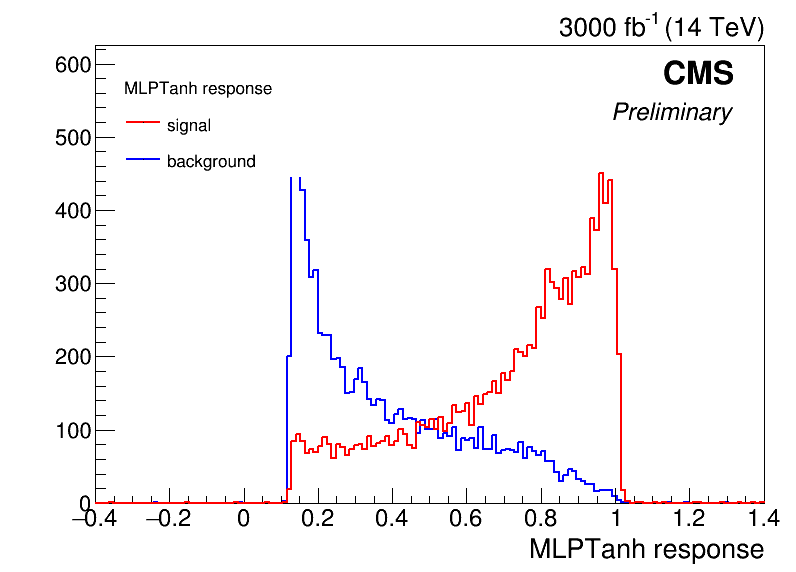 3000 fb⁻¹ (14 TeV)
CMS
Preliminary
MLPTanh response
signal
background
600
500
400
300
200
100
0
−0.4 −0.2 0 0.2 0.4 0.6 0.8 1 1.2 1.4
MLPTanh response